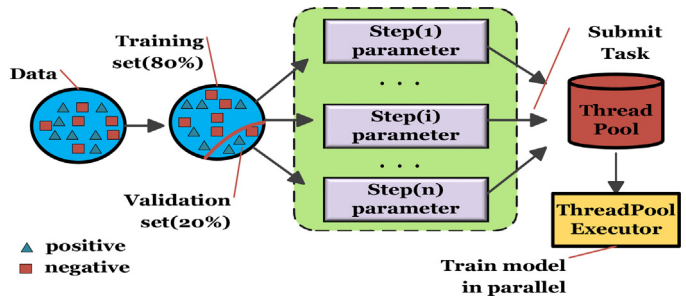 Data
Training
set(80%)
Validation
set(20%)
positive
negative
Step(1)
parameter
. . .
Step(i)
parameter
. . .
Step(n)
parameter
Submit
Task
Thread
Pool
ThreadPool
Executor
Train model
in parallel